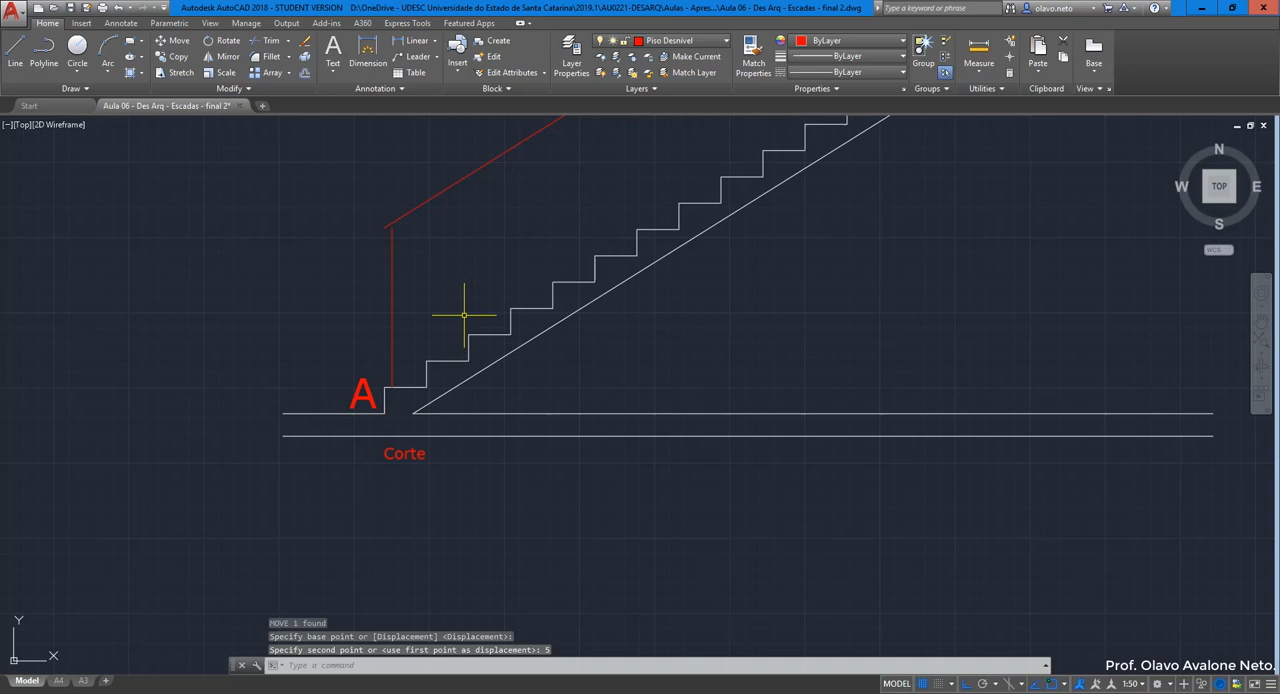 Autodesk AutoCAD 2018 - STUDENT VERSION D:\OneDrive - UDESC Universidade do Estado de Santa Catarina\2019.1\AU0221-DESARQ\Aulas - Apres...\Aula 06 - Des Arq - Escadas - final 2.dwg
Type a keyword or phrase
olavo.neto
Home Insert Annotate Parametric View Manage Output Add-ins A360 Express Tools Featured Apps
Line Polyline Circle Arc
Move Rotate Trim
Copy Mirror Fillet
Stretch Scale Array
Text Dimension
Linear
Leader
Table
Insert
Create
Edit
Edit Attributes
Layer
Properties
Piso Desnivel
Make Current
Match Layer
Match
Properties
ByLayer
ByLayer
ByLayer
Group
Measure
Paste
Base
Draw Modify Annotation Block Layers Properties Groups Utilities Clipboard View
Start
Aula 06 - Des Arq - Escadas - final 2*
[−][Top][2D Wireframe]
N
W TOP E
S
WCS
A
Corte
MOVE 1 found
Specify base point or [Displacement] <Displacement>:
Specify second point or <use first point as displacement>: 5
Type a command
Y
X
Prof. Olavo Avalone Neto.
Model A4 A3
MODEL
1:50